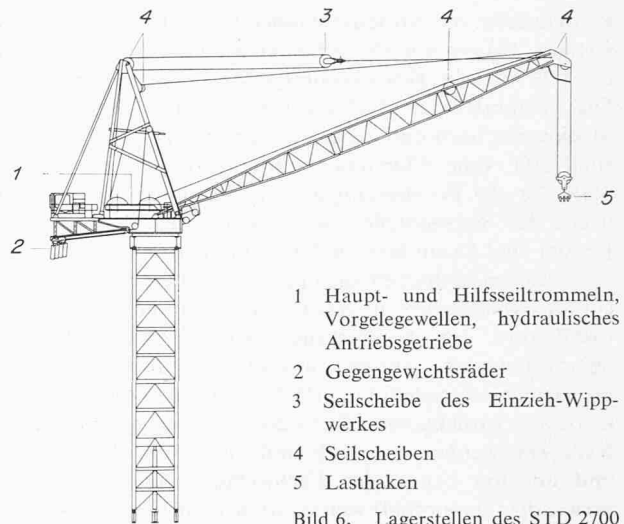 4 3 4 4
1
2
5
1 Haupt- und Hilfsseiltrommeln,
Vorgelegewellen, hydraulisches
Antriebsgetriebe
2 Gegengewichtsräder
3 Seilscheibe des Einzieh-Wipp-
werkes
4 Seilscheiben
5 Lasthaken
Bild 6. Lagerstellen des STD 2700